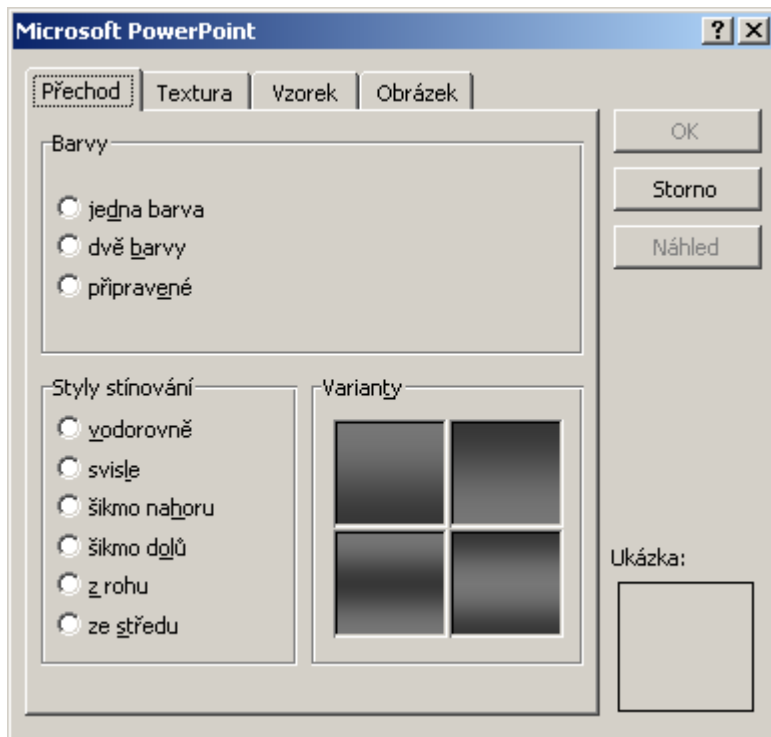 Microsoft PowerPoint
Přechod Textura Vzorek Obrázek
OK
Storno
Náhled
Barvy
jedna barva
dvě barvy
připravené
Styly stínování
vodorovně
svisle
šikmo nahoru
šikmo dolů
z rohu
ze středu
Varianty
Ukázka: